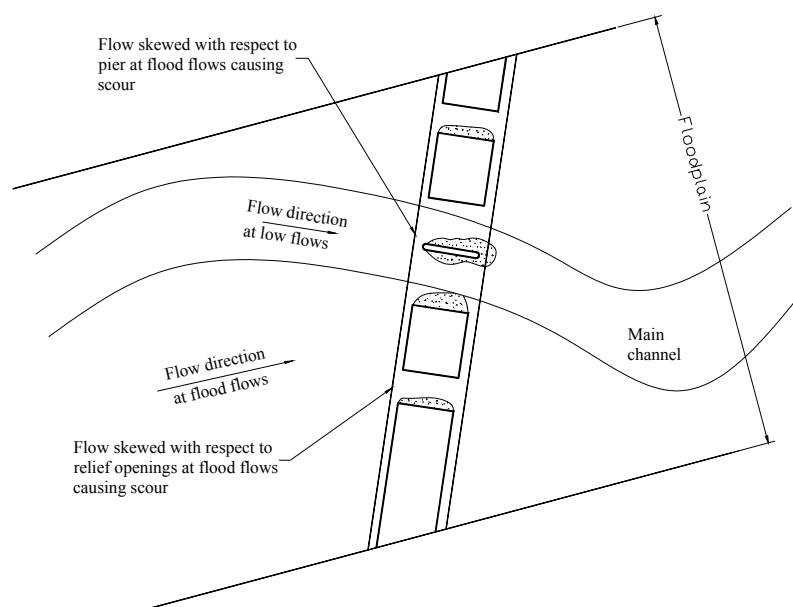 Flow skewed with respect to
pier at flood flows causing
scour
Floodplain
Flow direction
at low flows
Main
channel
Flow direction
at flood flows
Flow skewed with respect to
relief openings at flood flows
causing scour